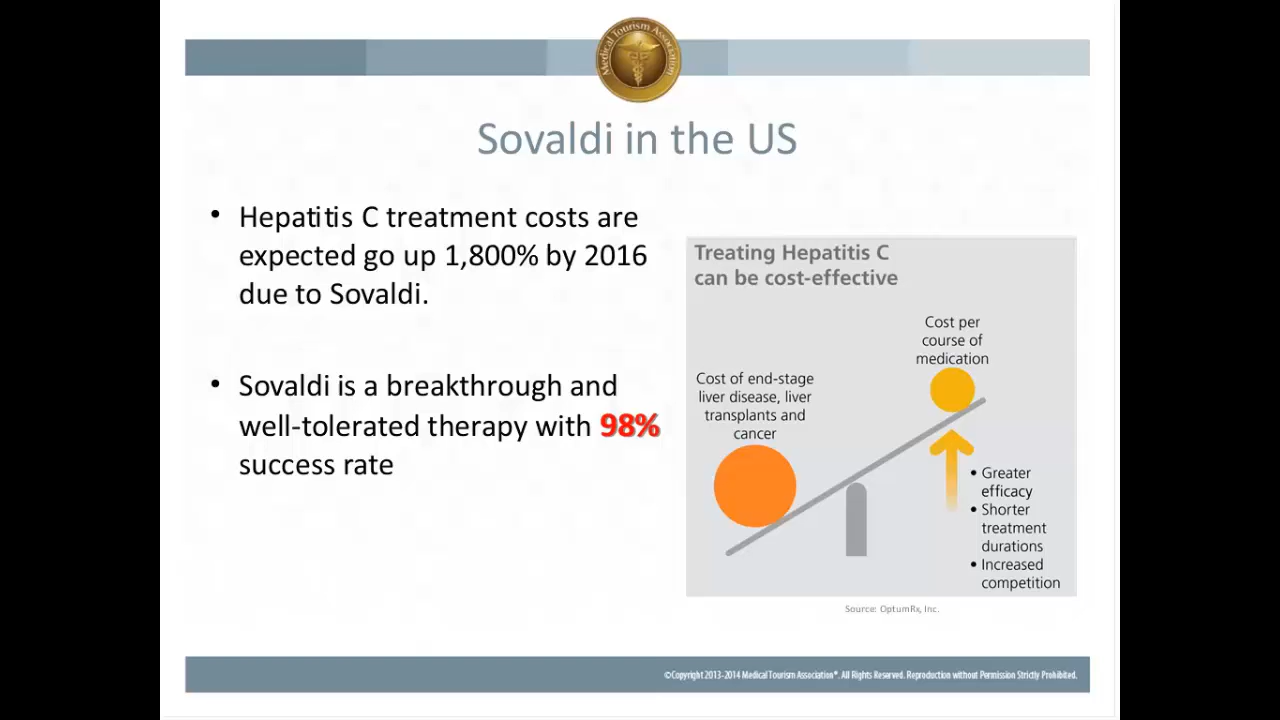 Medical Tourism Association
Sovaldi in the US
• Hepatitis C treatment costs are
expected go up 1,800% by 2016
due to Sovaldi.
• Sovaldi is a breakthrough and
well-tolerated therapy with 98%
success rate
Treating Hepatitis C
can be cost-effective
Cost per
course of
medication
Cost of end-stage
liver disease, liver
transplants and
cancer
• Greater
efficacy
• Shorter
treatment
durations
• Increased
competition
Source: OptumRx, Inc.
©Copyright 2013-2014 Medical Tourism Association®. All Rights Reserved. Reproduction without Permission Strictly Prohibited.